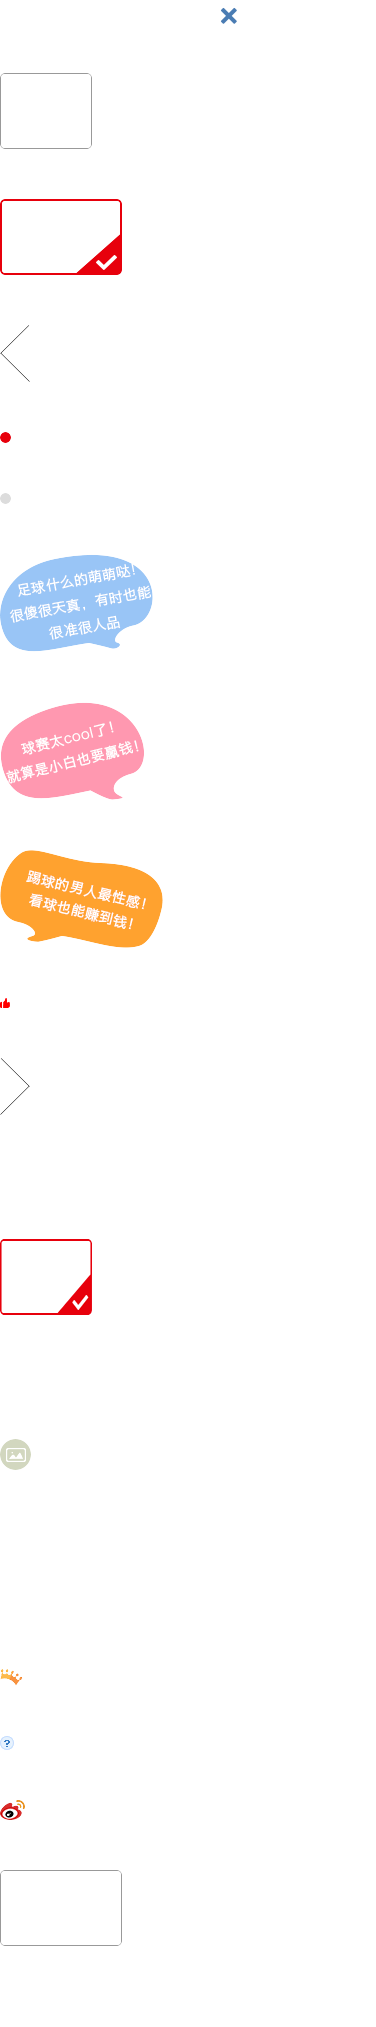 足球什么的萌萌哒!
很傻很天真，有时也能
很准很人品
球赛太cool了!
就算是小白也要赢钱!
踢球的男人最性感!
看球也能赚到钱!
?